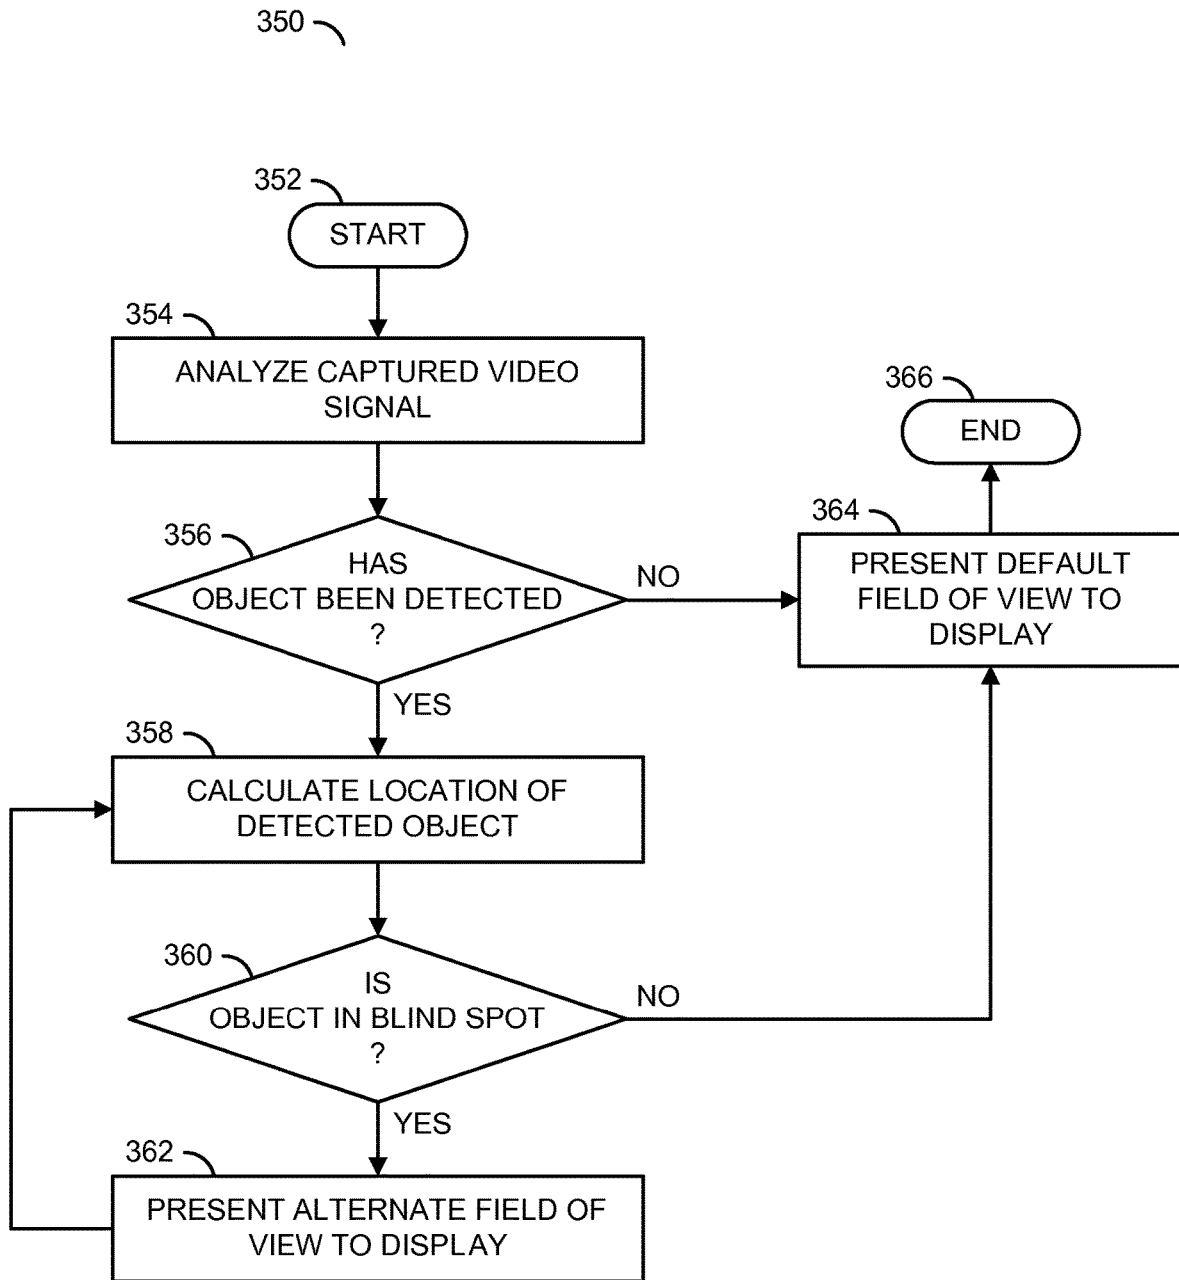 350
352
START
354
ANALYZE CAPTURED VIDEO
SIGNAL
366
END
356
HAS
OBJECT BEEN DETECTED
?
NO
364
PRESENT DEFAULT
FIELD OF VIEW TO
DISPLAY
YES
358
CALCULATE LOCATION OF
DETECTED OBJECT
360
IS
OBJECT IN BLIND SPOT
?
NO
YES
362
PRESENT ALTERNATE FIELD OF
VIEW TO DISPLAY